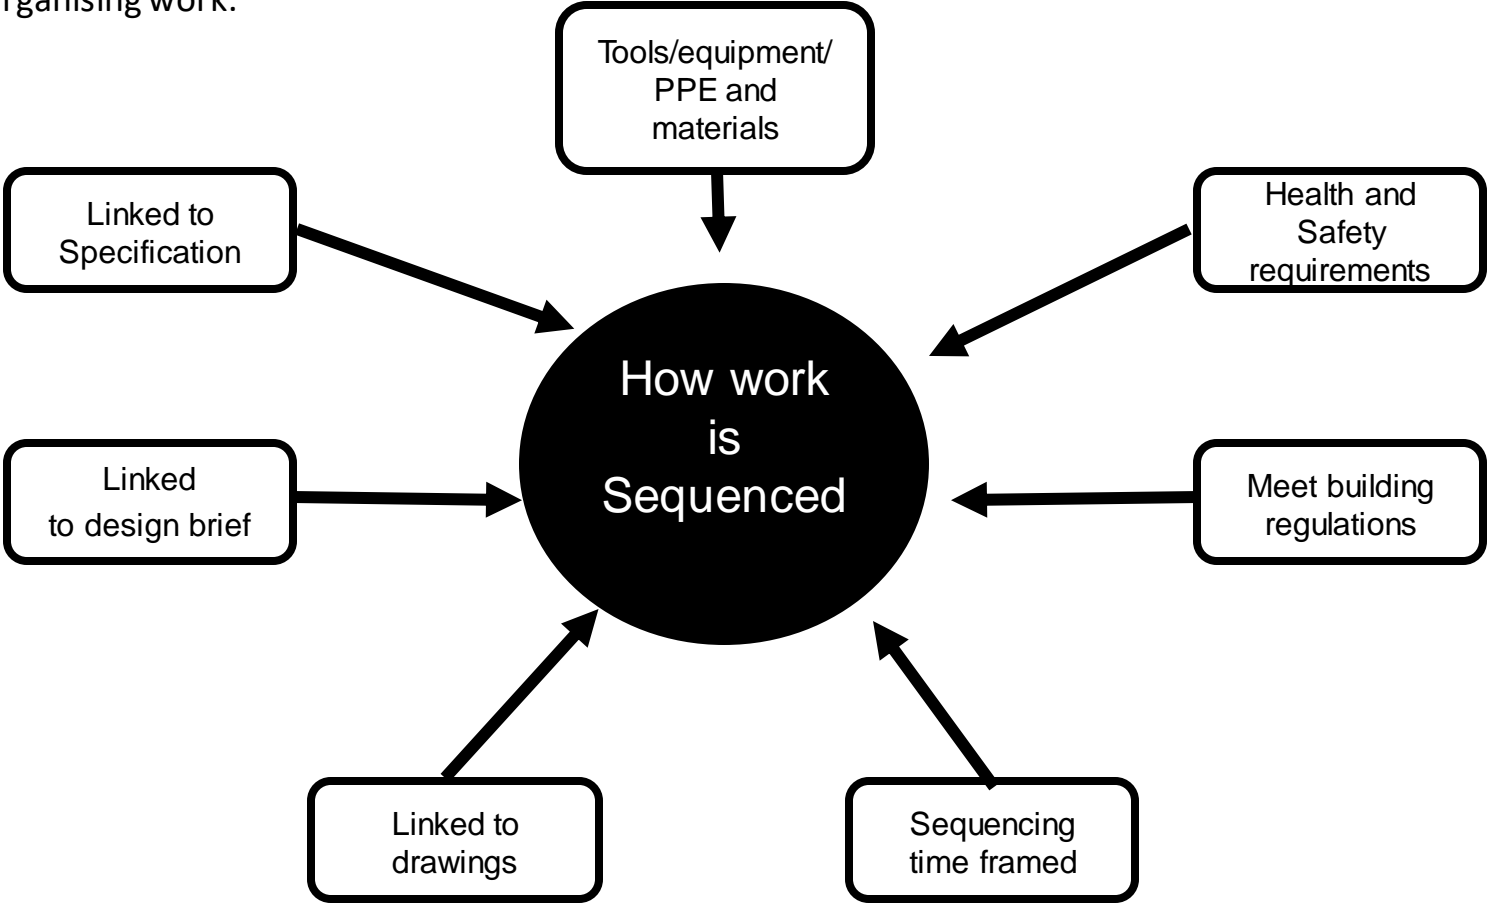 rganising work.
Tools/equipment/
PPE and
materials
Linked to
Specification
Health and
Safety
requirements
How work
is
Sequenced
Linked
to design brief
Meet building
regulations
Linked to
drawings
Sequencing
time framed